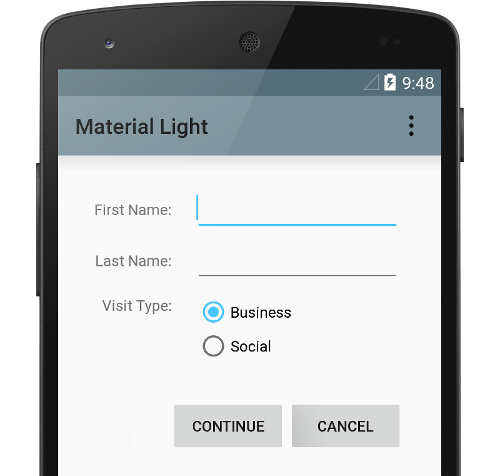 9:48
Material Light
First Name:
Last Name:
Visit Type:
Business
Social
CONTINUE
CANCEL